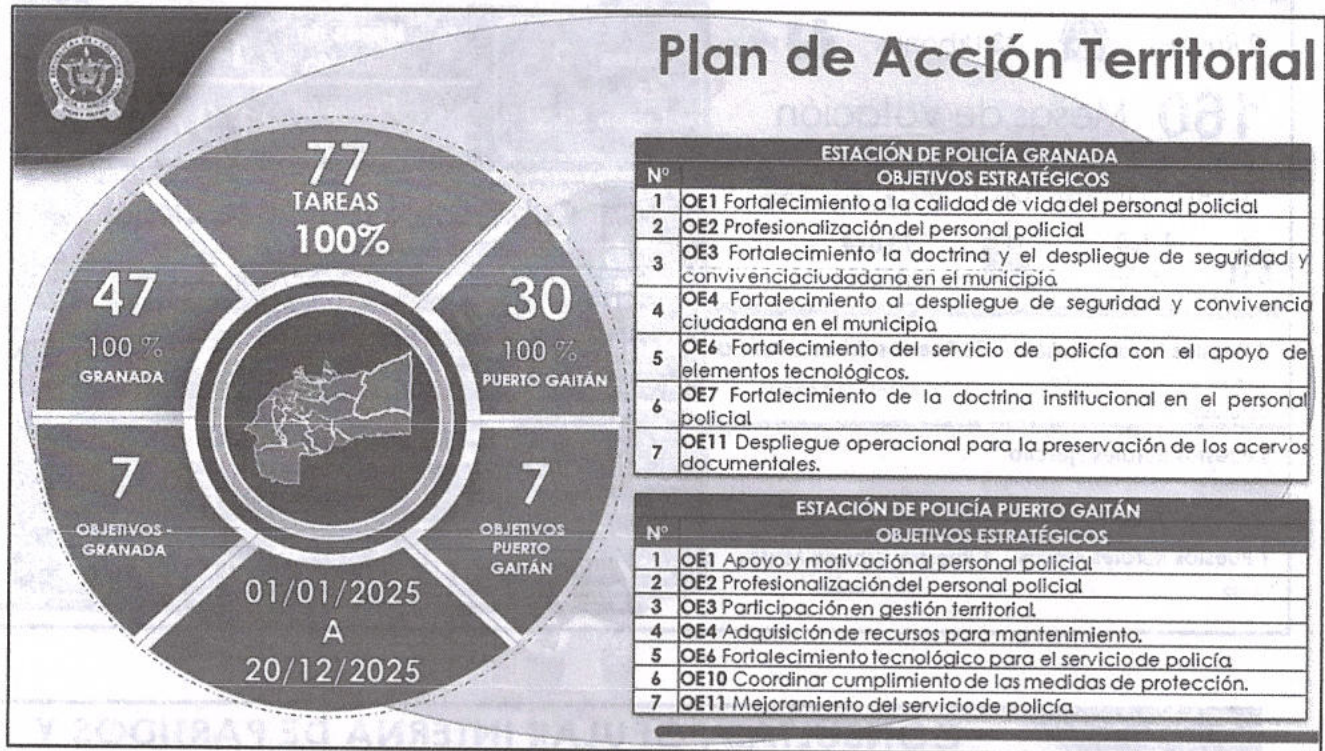 Plan de Acción Territorial
77
TAREAS
100%
47
100 %
GRANADA
30
100 %
PUERTO GAITÁN
7
OBJETIVOS -
GRANADA
7
OBJETIVOS
PUERTO
GAITÁN
01/01/2025
A
20/12/2025
ESTACIÓN DE POLICÍA GRANADA
N° OBJETIVOS ESTRATÉGICOS
1 OE1 Fortalecimiento a la calidad de vida del personal policial
2 OE2 Profesionalización del personal policial
3 OE3 Fortalecimiento la doctrina y el despliegue de seguridad y
convivencia ciudadana en el municipio
4 OE4 Fortalecimiento al despliegue de seguridad y convivencia
ciudadana en el municipio
5 OE6 Fortalecimiento del servicio de policía con el apoyo de
elementos tecnológicos.
6 OE7 Fortalecimiento de la doctrina institucional en el personal
policial
7 OE11 Despliegue operacional para la preservación de los acervos
documentales.
ESTACIÓN DE POLICÍA PUERTO GAITÁN
N° OBJETIVOS ESTRATÉGICOS
1 OE1 Apoyo y motivación al personal policial
2 OE2 Profesionalización del personal policial
3 OE3 Participación en gestión territorial
4 OE4 Adquisición de recursos para mantenimiento.
5 OE6 Fortalecimiento tecnológico para el servicio de policía
6 OE10 Coordinar cumplimiento de las medidas de protección.
7 OE11 Mejoramiento del servicio de policía